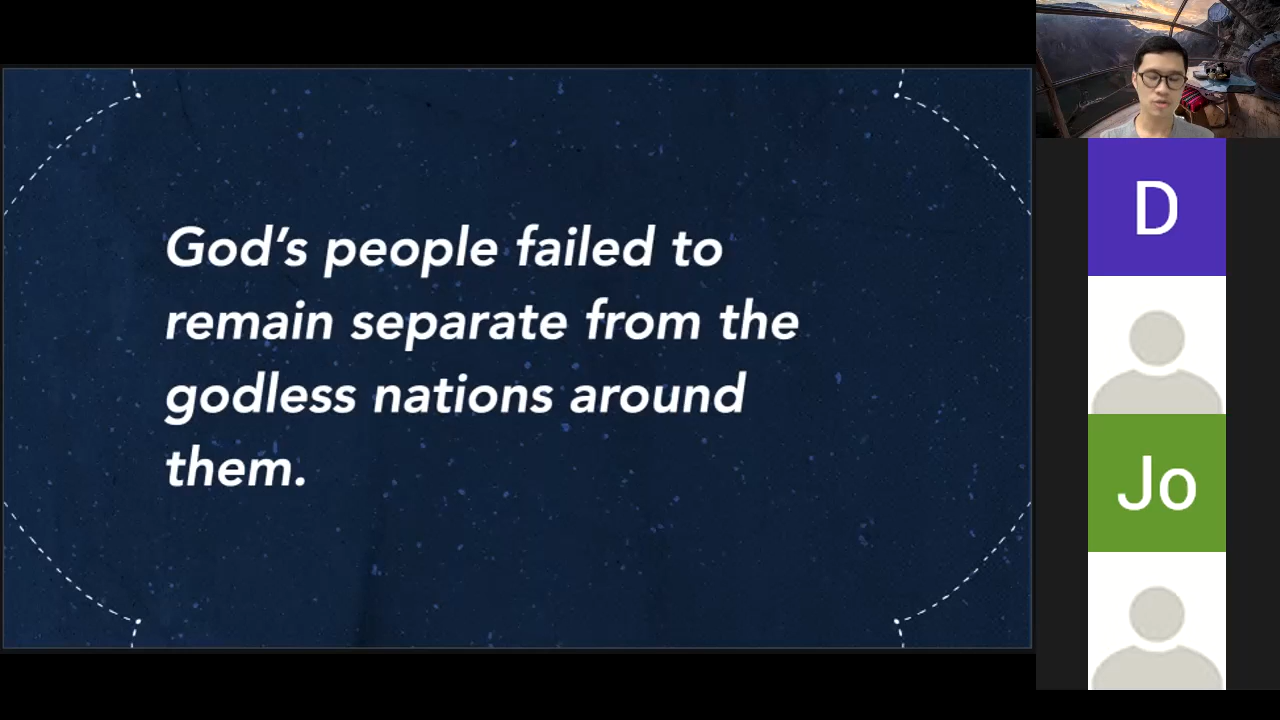 God’s people failed to
remain separate from the
godless nations around
them.
D
Jo